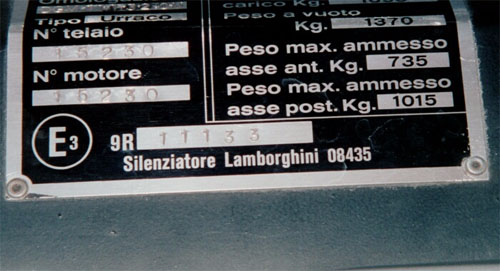 Tipo Urraco
N° telaio
15230
N° motore
15230
E3 9R 11133
Silenziatore Lamborghini 08435
carico Kg.
Peso a vuoto
Kg. 1370
Peso max. ammesso
asse ant. Kg. 735
Peso max. ammesso
asse post. Kg. 1015